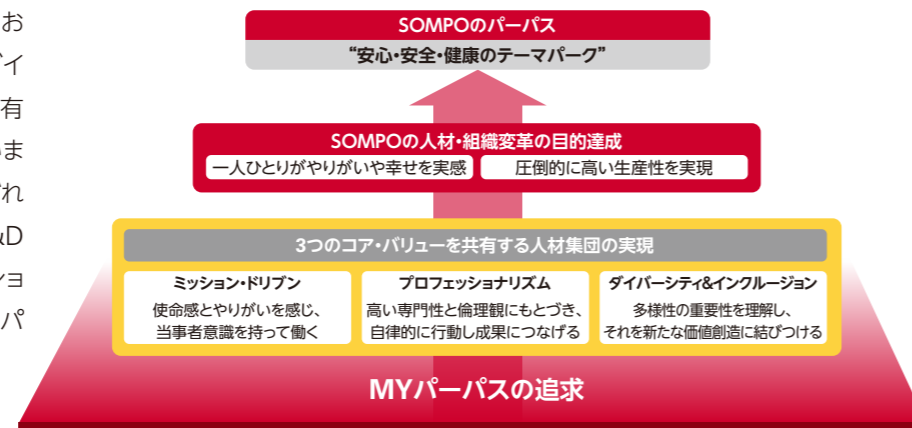 お
イ
有
ま
れ
&D
ショ
パ
SOMPOのパーパス
“安心・安全・健康のテーマパーク”
SOMPOの人材・組織変革の目的達成
一人ひとりがやりがいや幸せを実感
圧倒的に高い生産性を実現
3つのコア・バリューを共有する人材集団の実現
ミッション・ドリブン
使命感とやりがいを感じ、
当事者意識を持って働く
プロフェッショナリズム
高い専門性と倫理観にもとづき、
自律的に行動し成果につなげる
ダイバーシティ&インクルージョン
多様性の重要性を理解し、
それを新たな価値創造に結びつける
MYパーパスの追求